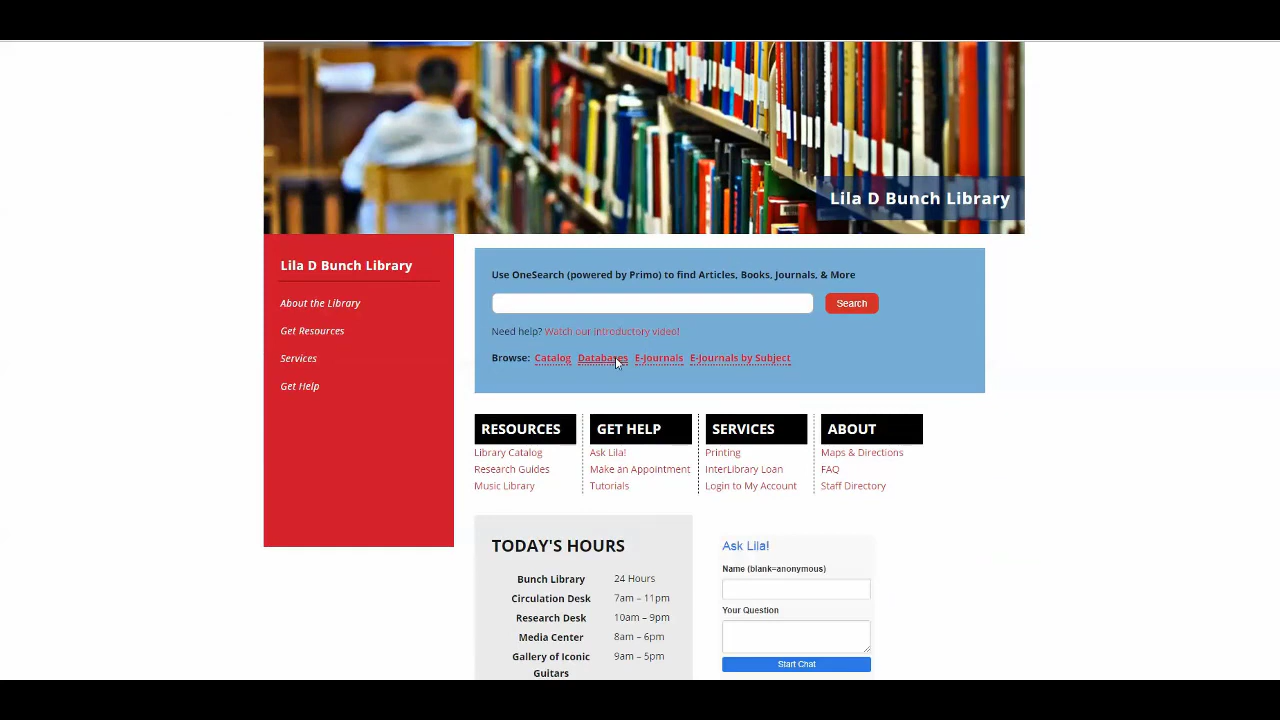 Lila D Bunch Library
Lila D Bunch Library
About the Library
Get Resources
Services
Get Help
Use OneSearch (powered by Primo) to find Articles, Books, Journals, & More
Search
Need help? Watch our introductory video!
Browse: Catalog Databases E-Journals E-Journals by Subject
RESOURCES
Library Catalog
Research Guides
Music Library
GET HELP
Ask Lila!
Make an Appointment
Tutorials
SERVICES
Printing
InterLibrary Loan
Login to My Account
ABOUT
Maps & Directions
FAQ
Staff Directory
TODAY'S HOURS
Bunch Library 24 Hours
Circulation Desk 7am – 11pm
Research Desk 10am – 9pm
Media Center 8am – 6pm
Gallery of Iconic 9am – 5pm
Guitars
Ask Lila!
Name (blank=anonymous)
Your Question
Start Chat